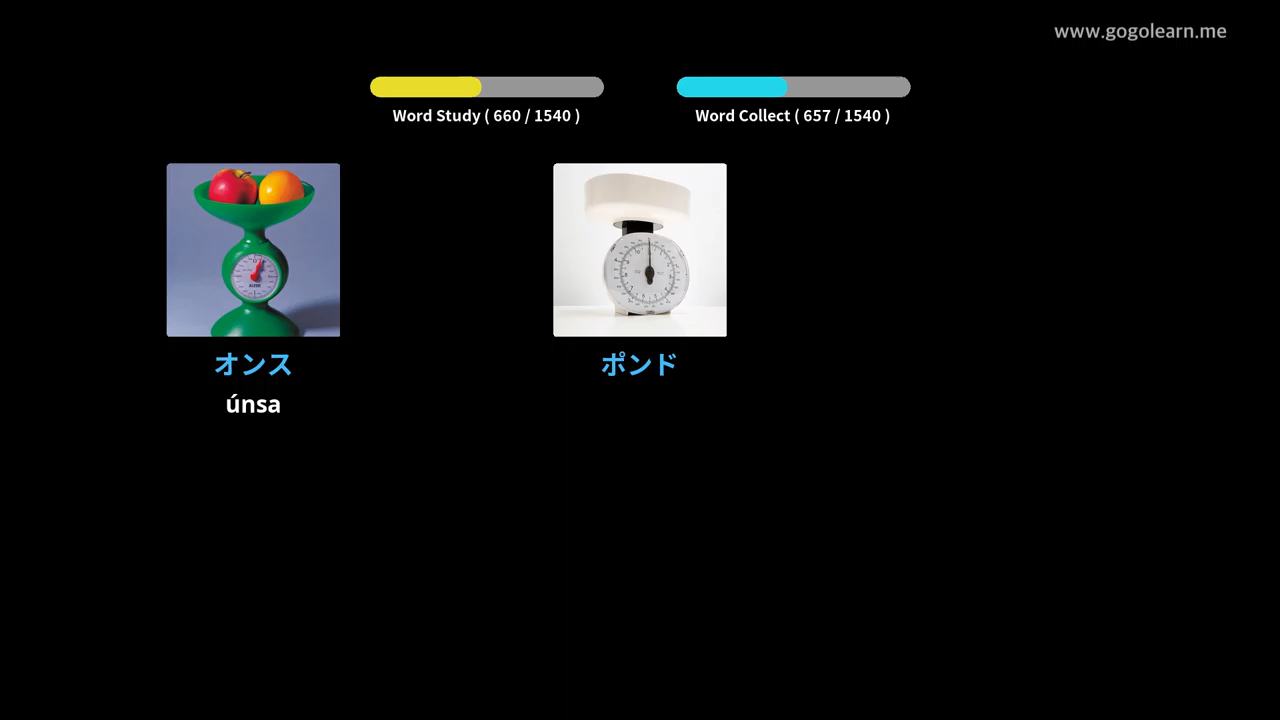 www.gogolearn.me
Word Study ( 660 / 1540 )
Word Collect ( 657 / 1540 )
オンス
únsa
ポンド